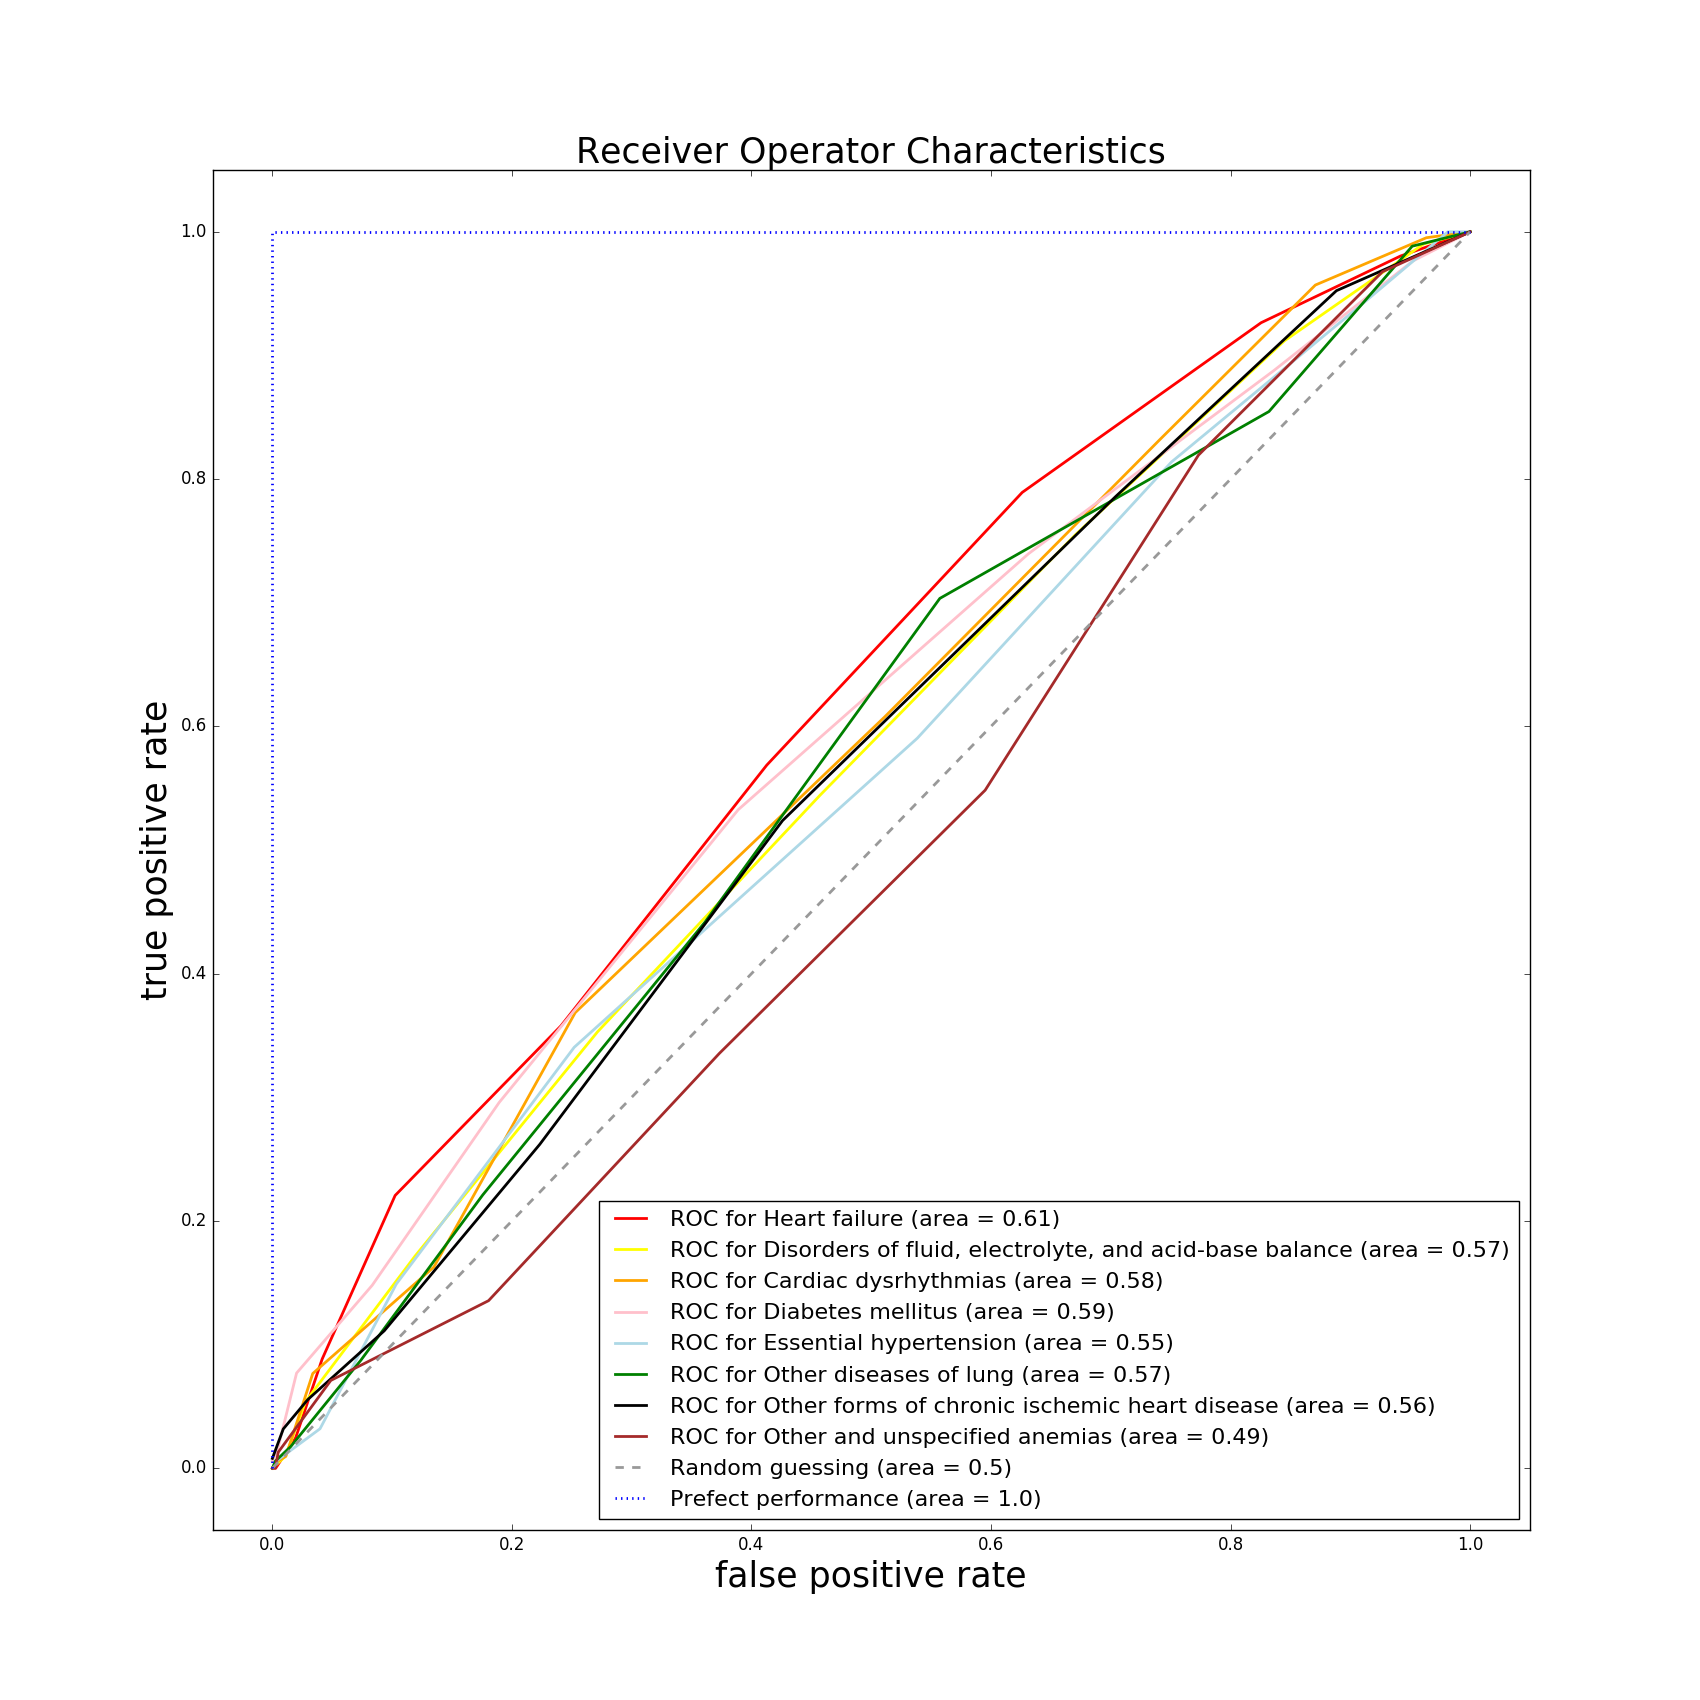 Receiver Operator Characteristics
1.0
0.8
0.6
0.4
0.2
0.0
true positive rate
ROC for Heart failure (area = 0.61)
ROC for Disorders of fluid, electrolyte, and acid-base balance (area = 0.57)
ROC for Cardiac dysrhythmias (area = 0.58)
ROC for Diabetes mellitus (area = 0.59)
ROC for Essential hypertension (area = 0.55)
ROC for Other diseases of lung (area = 0.57)
ROC for Other forms of chronic ischemic heart disease (area = 0.56)
ROC for Other and unspecified anemias (area = 0.49)
Random guessing (area = 0.5)
Prefect performance (area = 1.0)
0.0 0.2 0.4 0.6 0.8 1.0
false positive rate